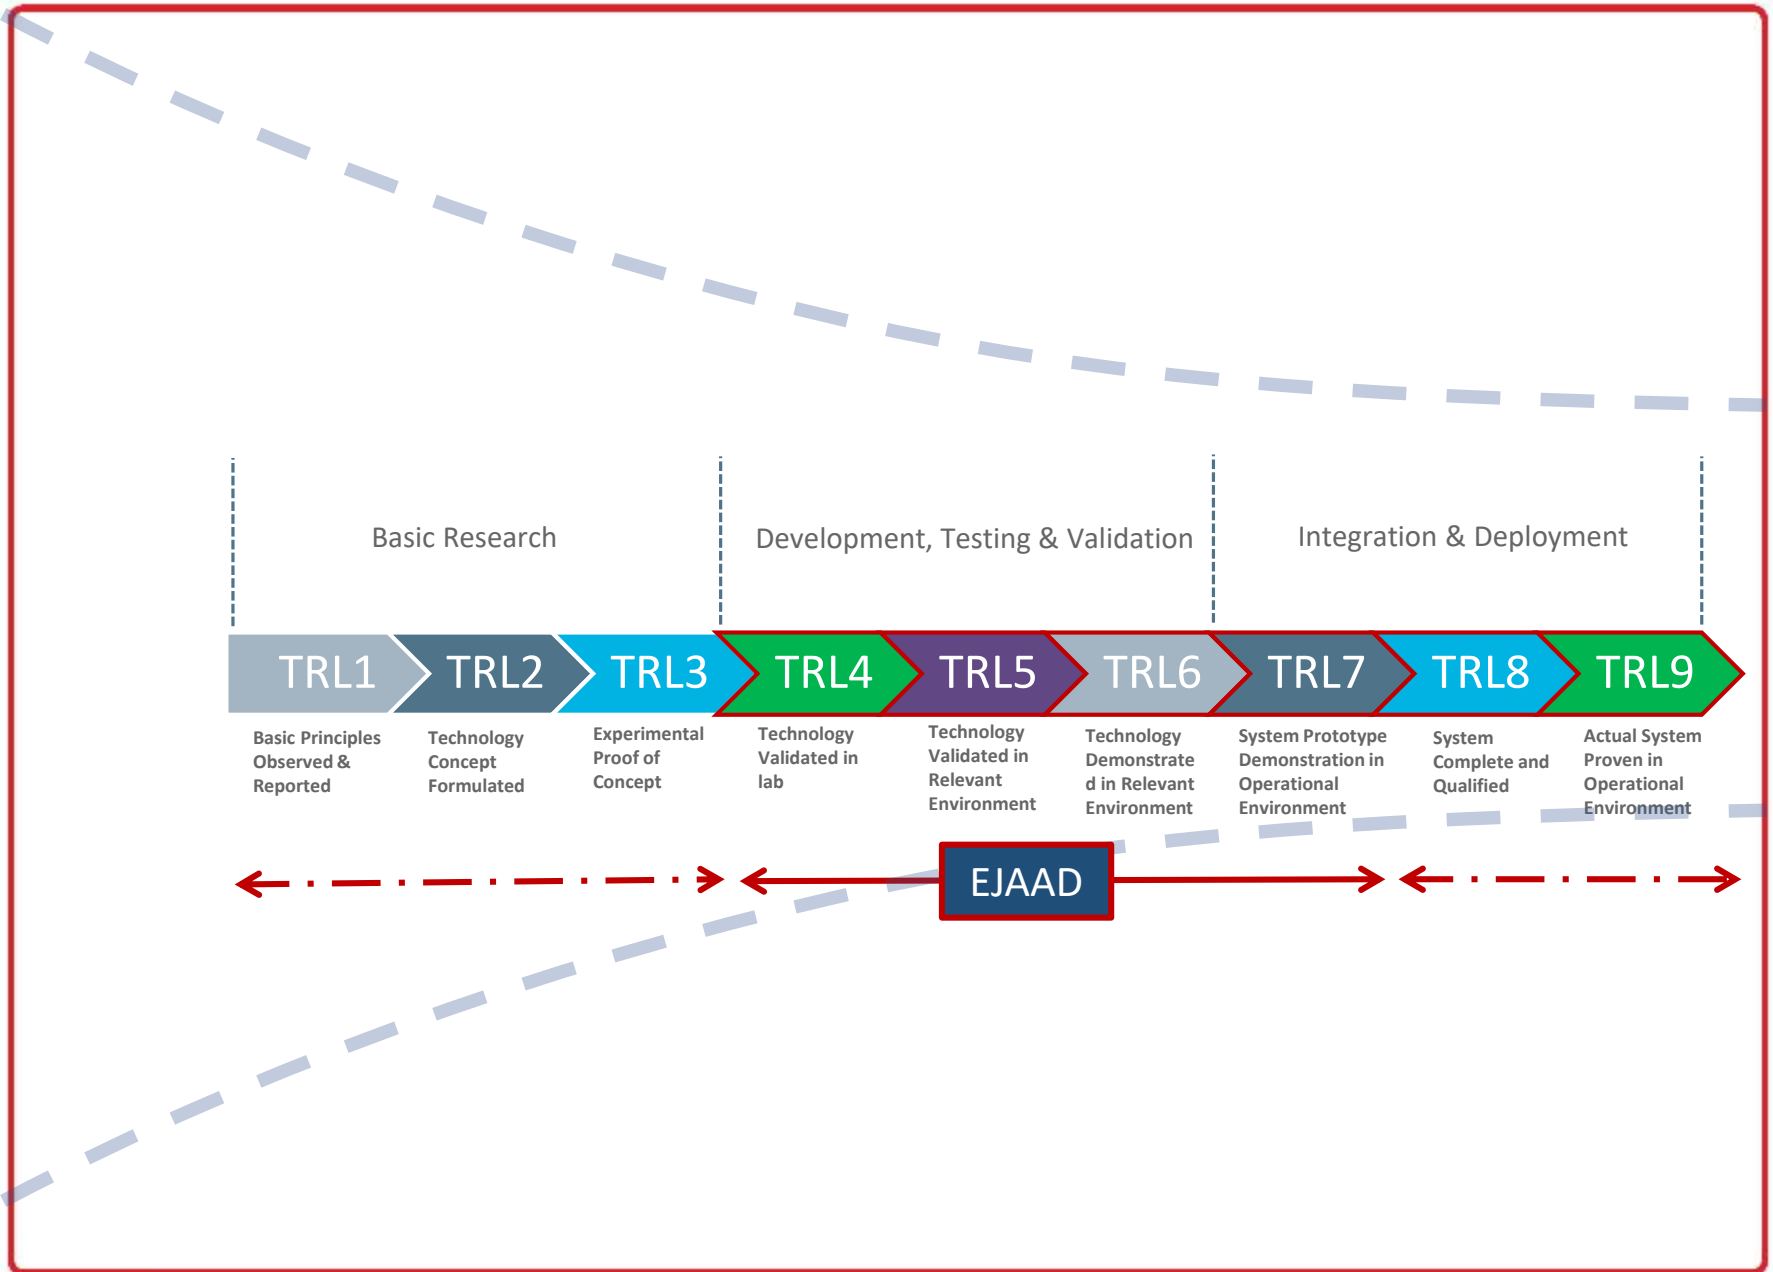 Basic Research
Development, Testing & Validation
Integration & Deployment
TRL1
TRL2
TRL3
TRL4
TRL5
TRL6
TRL7
TRL8
TRL9
Basic Principles
Observed &
Reported
Technology
Concept
Formulated
Experimental
Proof of
Concept
Technology
Validated in
lab
Technology
Validated in
Relevant
Environment
Technology
Demonstrate
d in Relevant
Environment
System Prototype
Demonstration in
Operational
Environment
System
Complete and
Qualified
Actual System
Proven in
Operational
Environment
EJAAD